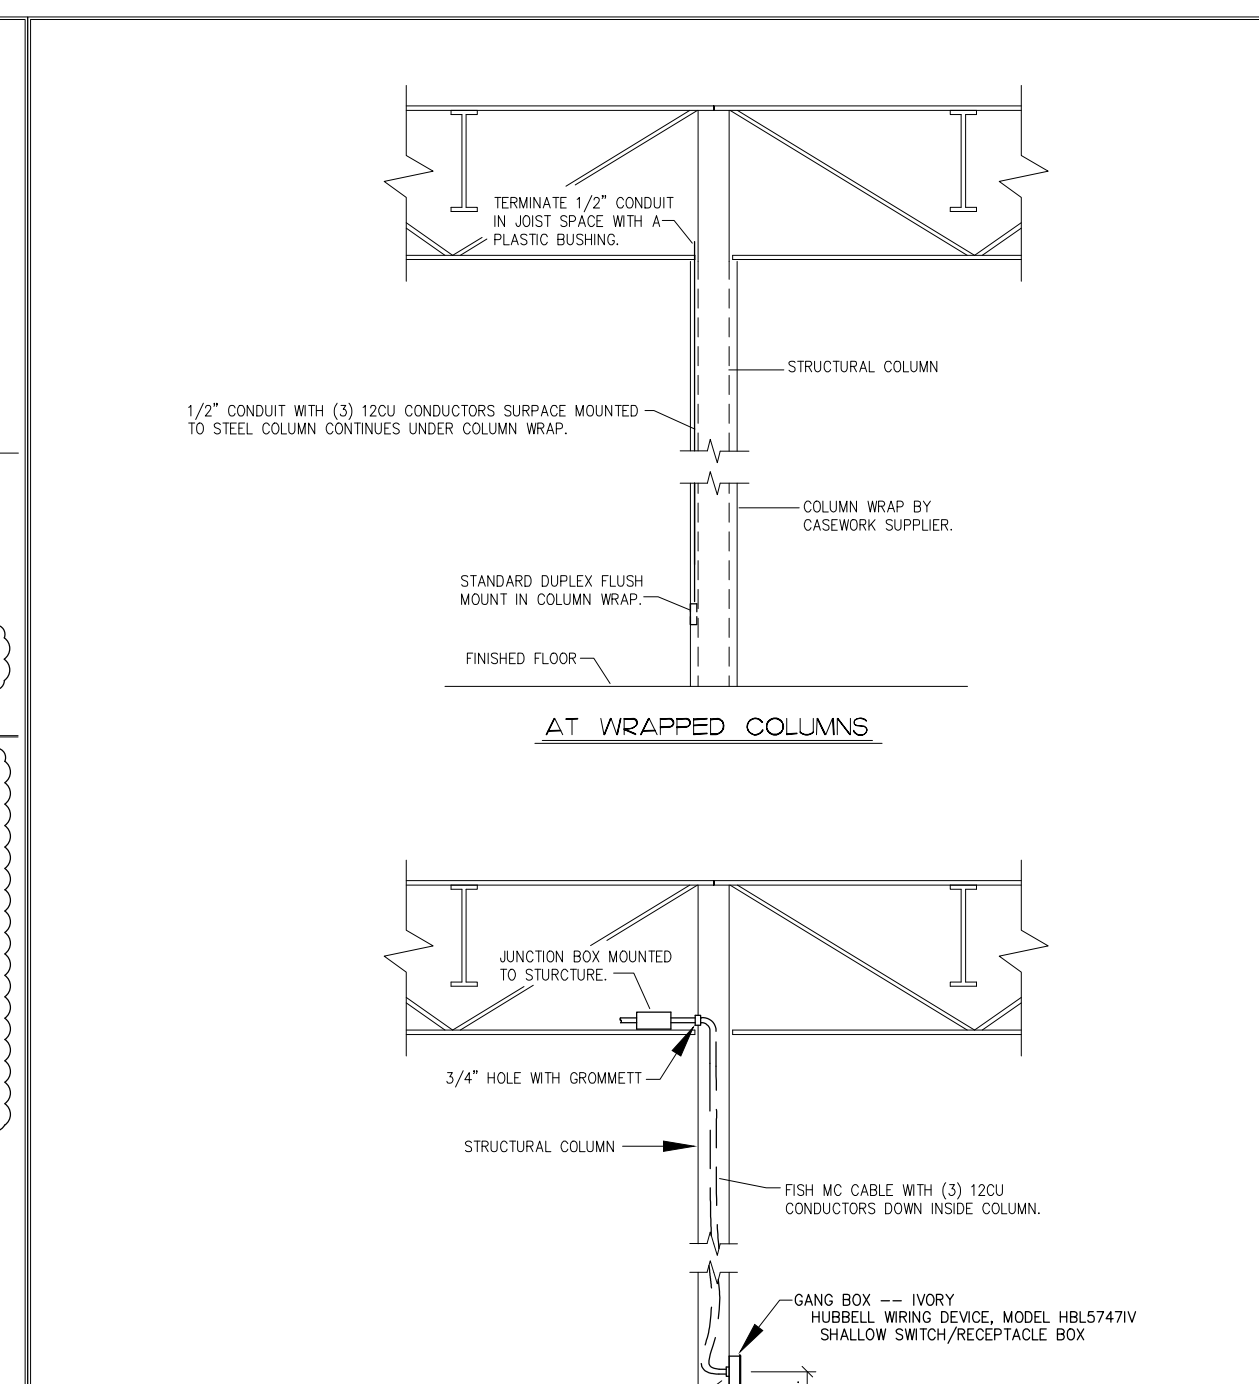 TERMINATE 1/2" CONDUIT
IN JOIST SPACE WITH A
PLASTIC BUSHING.
STRUCTURAL COLUMN
1/2" CONDUIT WITH (3) 12CU CONDUCTORS SURPACE MOUNTED
TO STEEL COLUMN CONTINUES UNDER COLUMN WRAP.
COLUMN WRAP BY
CASEWORK SUPPLIER.
STANDARD DUPLEX FLUSH
MOUNT IN COLUMN WRAP.
FINISHED FLOOR
AT WRAPPED COLUMNS
JUNCTION BOX MOUNTED
TO STURCTURE.
3/4" HOLE WITH GROMMETT
STRUCTURAL COLUMN
FISH MC CABLE WITH (3) 12CU
CONDUCTORS DOWN INSIDE COLUMN.
GANG BOX -- IVORY
HUBBELL WIRING DEVICE, MODEL HBL5747IV
SHALLOW SWITCH/RECEPTACLE BOX